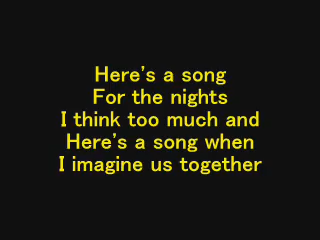 Here's a song
For the nights
I think too much and
Here's a song when
I imagine us together